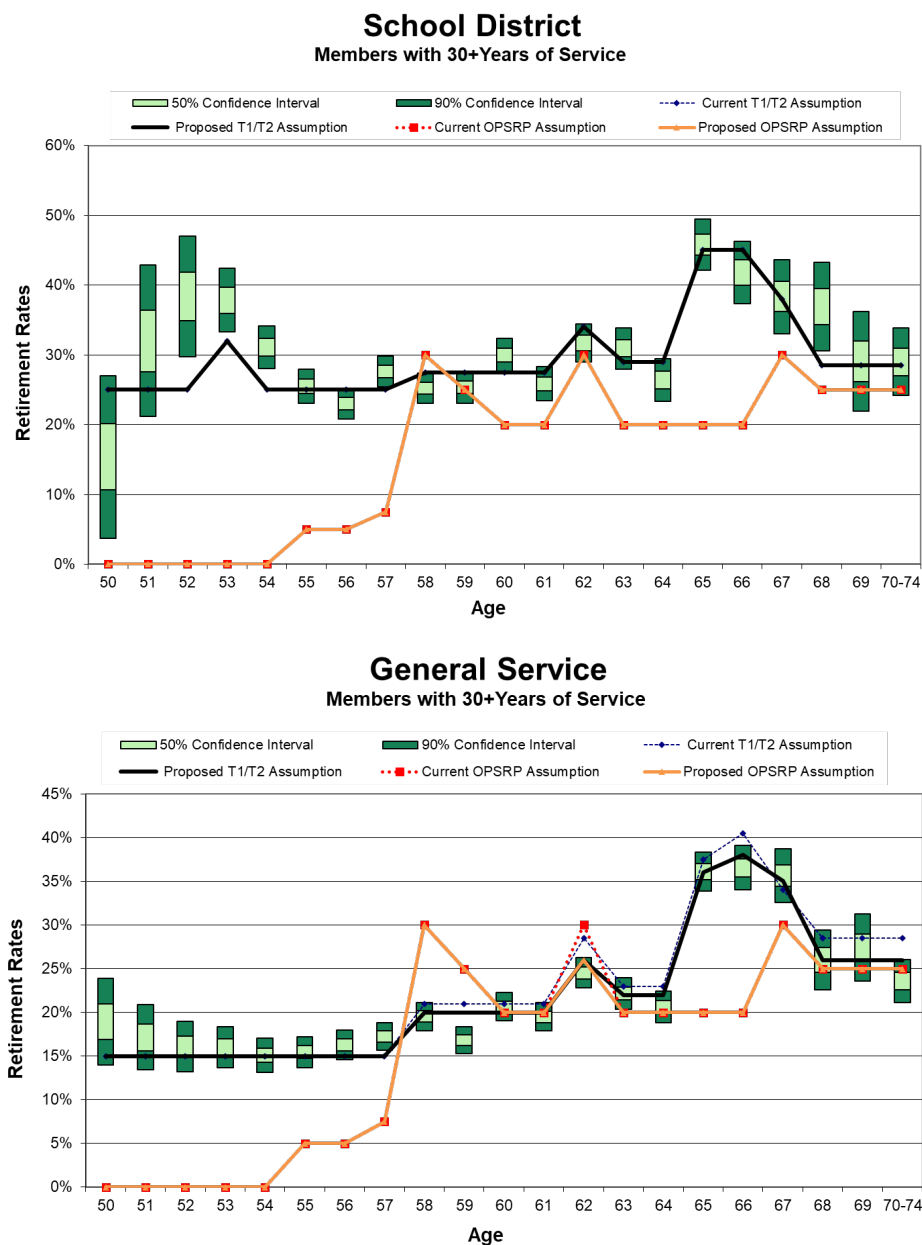 School District
Members with 30+Years of Service
50% Confidence Interval 90% Confidence Interval Current T1/T2 Assumption
Proposed T1/T2 Assumption Current OPSRP Assumption Proposed OPSRP Assumption
60%
50%
40%
30%
20%
10%
0%
Retirement Rates
50 51 52 53 54 55 56 57 58 59 60 61 62 63 64 65 66 67 68 69 70-74
Age
General Service
Members with 30+Years of Service
50% Confidence Interval 90% Confidence Interval Current T1/T2 Assumption
Proposed T1/T2 Assumption Current OPSRP Assumption Proposed OPSRP Assumption
45%
40%
35%
30%
25%
20%
15%
10%
5%
0%
Retirement Rates
50 51 52 53 54 55 56 57 58 59 60 61 62 63 64 65 66 67 68 69 70-74
Age